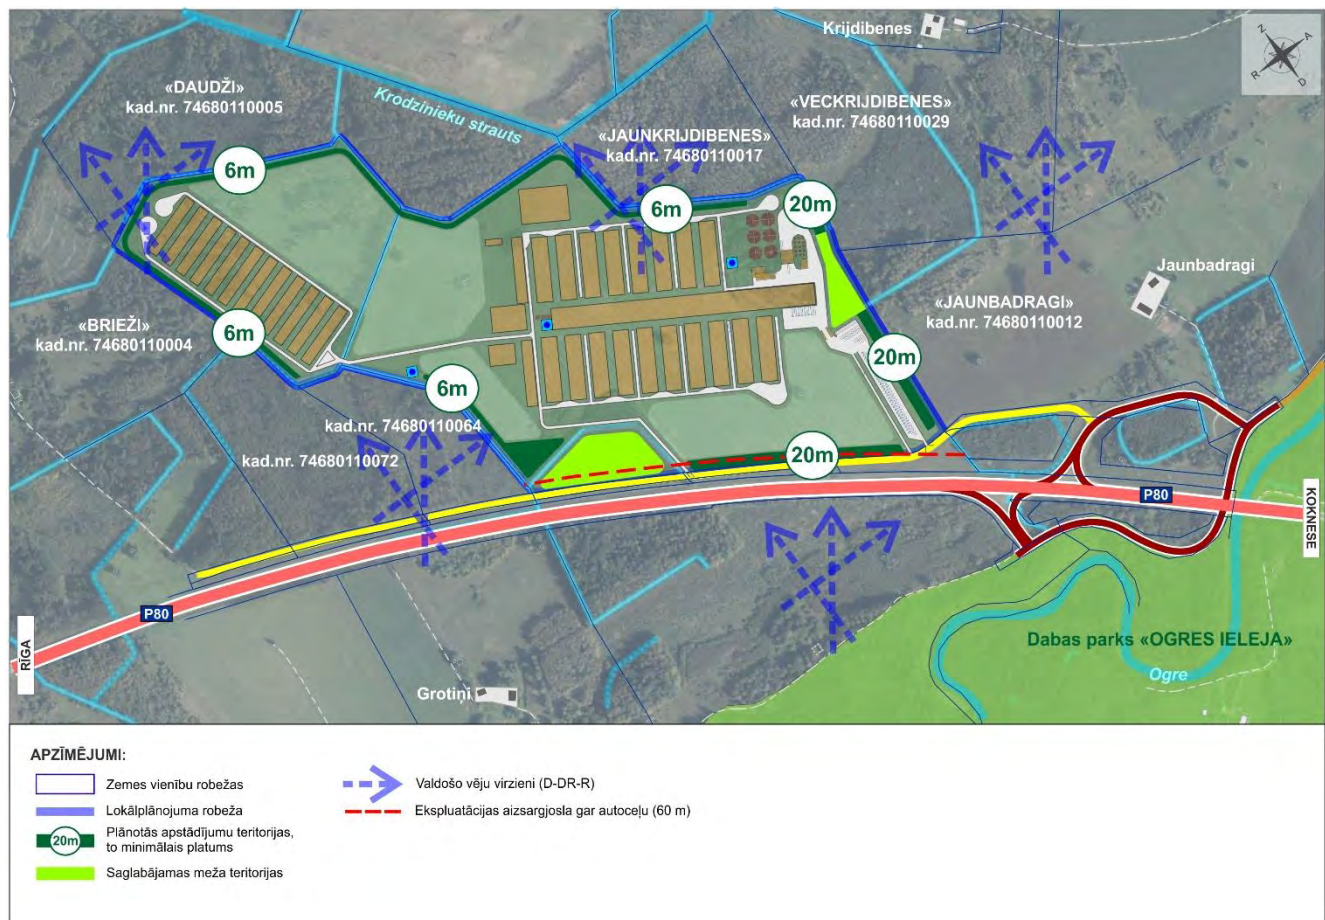 Krijdibenes
Z
A
R
D
«DAUDŽI»
kad.nr. 74680110005
Krodzinieku strauts
«VECKRIJDIBENES»
kad.nr. 74680110029
«JAUNKRIJDIBENES»
kad.nr. 74680110017
6m
6m
20m
Jaunbadragi
«JAUNBADRAGI»
kad.nr. 74680110012
«BRIEŽI»
kad.nr. 74680110004
6m
20m
6m
kad.nr. 74680110064
kad.nr. 74680110072
20m
P80
KOKNESE
P80
RĪGA
Dabas parks «OGRES IELEJA»
Ogre
Grotiņi
APZĪMĒJUMI:
Zemes vienību robežas
Lokālplānojuma robeža
20m
Plānotās apstādījumu teritorijas,
to minimālais platums
Saglabājamas meža teritorijas
Valdošo vēju virzieni (D-DR-R)
Ekspluatācijas aizsargjosla gar autoceļu (60 m)